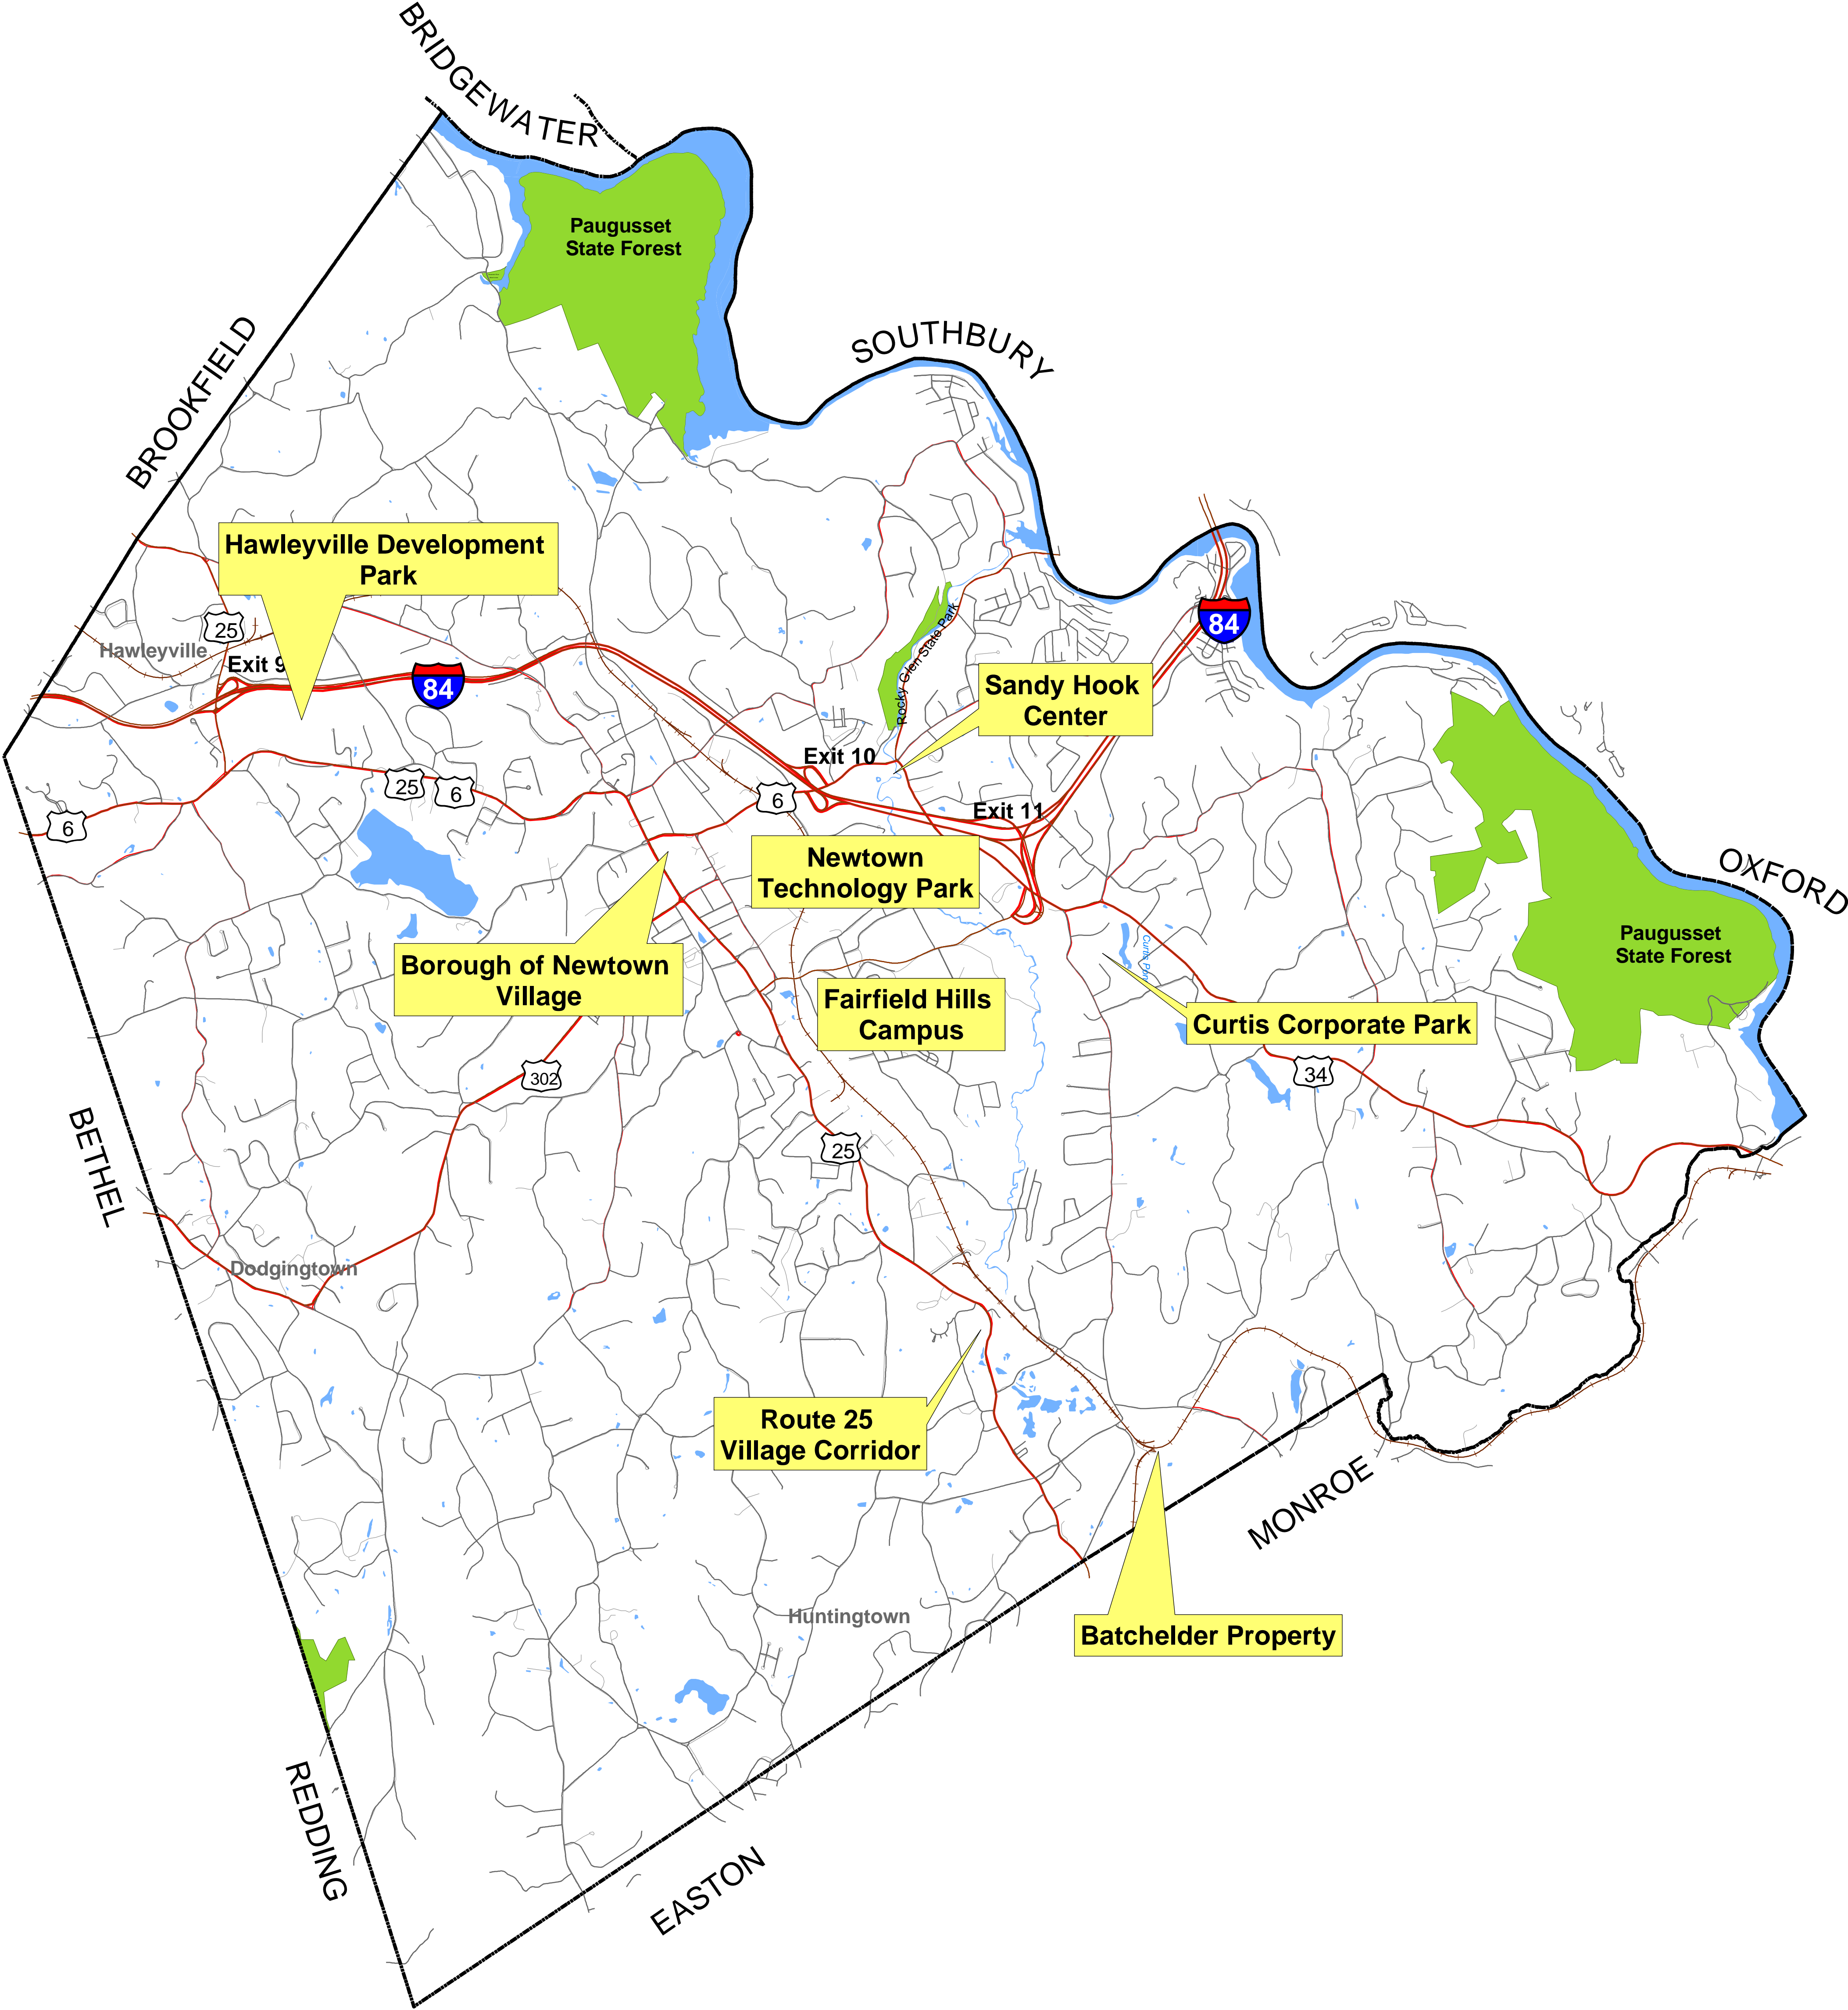 BRIDGEWATER
Paugusset
State Forest
SOUTHBURY
BROOKFIELD
Hawleyville Development
Park
25
Hawleyville
Exit 9
84
84
Rocky Glen State Park
Sandy Hook
Center
Exit 10
25
6
6
6
Exit 11
Newtown
Technology Park
OXFORD
Paugusset
State Forest
Borough of Newtown
Village
Fairfield Hills
Campus
Curtis Corporate Park
302
34
BETHEL
25
Dodgingtown
Route 25
Village Corridor
MONROE
Huntingtown
Batchelder Property
REDDING
EASTON